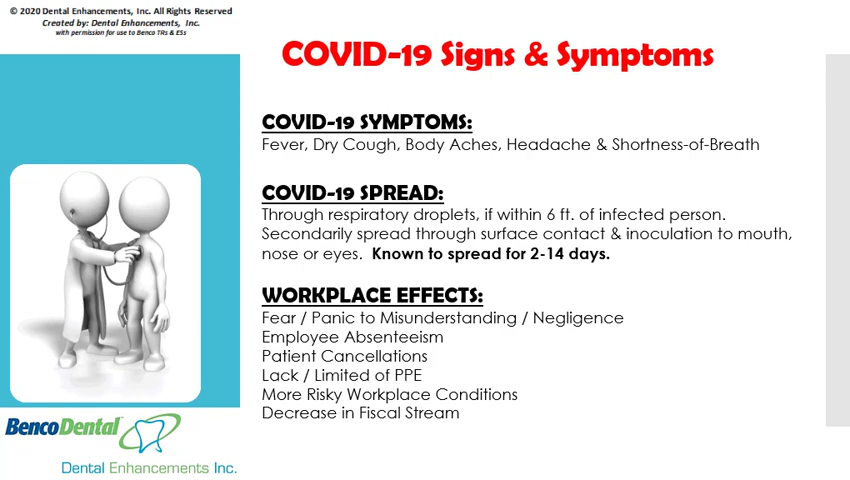 © 2020 Dental Enhancements, Inc. All Rights Reserved
Created by: Dental Enhancements, Inc.
with permission for use to Benco TRs & ESs
COVID-19 Signs & Symptoms
COVID-19 SYMPTOMS:
Fever, Dry Cough, Body Aches, Headache & Shortness-of-Breath
COVID-19 SPREAD:
Through respiratory droplets, if within 6 ft. of infected person.
Secondarily spread through surface contact & inoculation to mouth,
nose or eyes. Known to spread for 2-14 days.
WORKPLACE EFFECTS:
Fear / Panic to Misunderstanding / Negligence
Employee Absenteeism
Patient Cancellations
Lack / Limited of PPE
More Risky Workplace Conditions
Decrease in Fiscal Stream
BencoDental
Dental Enhancements Inc.